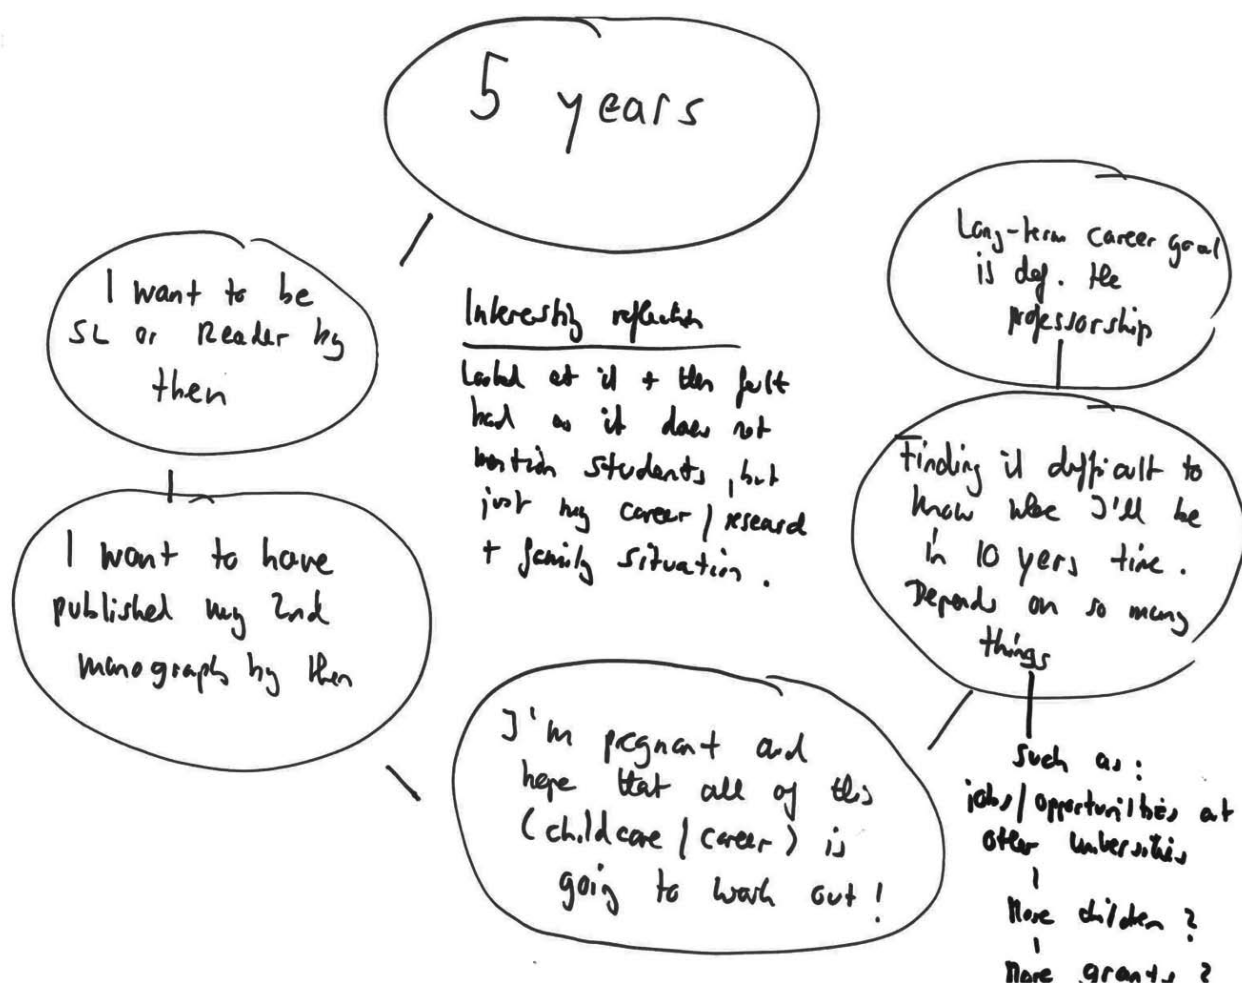 5 years
I want to be
SL or Reader by
then
I want to have
published my 2nd
monograph by then
Interesting reflection
Looked at it + then felt
bad as it does not
mention students, but
just my career / research
+ family situation.
I'm pregnant and
hope that all of this
(childcare / career) is
going to work out!
Long-term career goal
is def. the
professorship
Finding it difficult to
know where I'll be
in 10 years time.
Depends on so many
things
such as:
jobs/opportunities at
other universities
More children?
More grants?